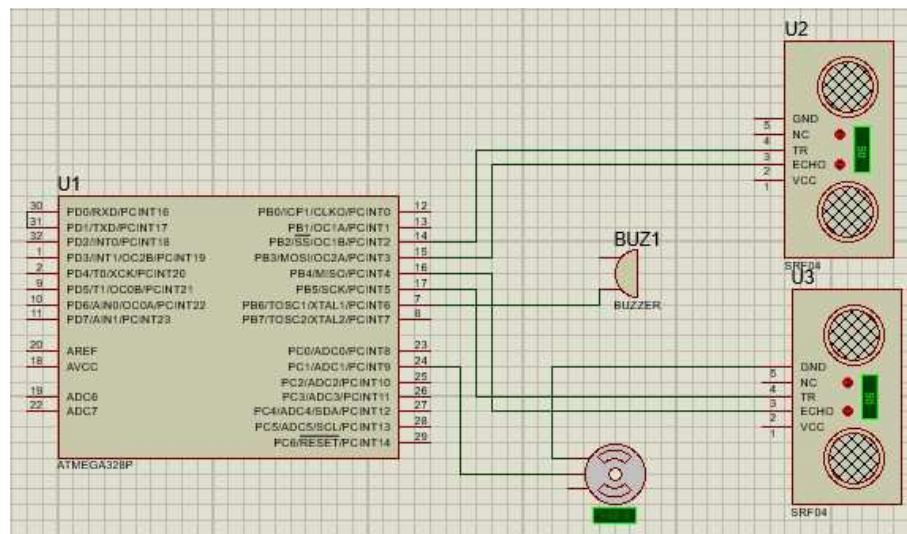 U2
5 GND
NC
4 TR
3 ECHO
2 VCC
1
SRF04
U1
30 PD0/RXD/PCINT16
31 PD1/TXD/PCINT17
32 PD2/INT0/PCINT18
1 PD3/INT1/OC2B/PCINT19
2 PD4/T0/XCK/PCINT20
9 PD5/T1/OC0B/PCINT21
10 PD6/AIN0/OC0A/PCINT22
11 PD7/AIN1/PCINT23
20 AREF
18 AVCC
19 ADC6
22 ADC7
PB0/ICP1/CLKO/PCINT0 12
PB1/OC1A/PCINT1 13
PB2/SS/OC1B/PCINT2 14
PB3/MOSI/OC2A/PCINT3 15
PB4/MISO/PCINT4 16
PB5/SCK/PCINT5 17
PB6/TOSC1/XTAL1/PCINT6 7
PB7/TOSC2/XTAL2/PCINT7 8
PC0/ADC0/PCINT8 23
PC1/ADC1/PCINT9 24
PC2/ADC2/PCINT10 25
PC3/ADC3/PCINT11 26
PC4/ADC4/SDA/PCINT12 27
PC5/ADC5/SCL/PCINT13 28
PC6/RESET/PCINT14 29
ATMEGA328P
BUZ1
BUZZER
U3
5 GND
NC
4 TR
3 ECHO
2 VCC
1
SRF04